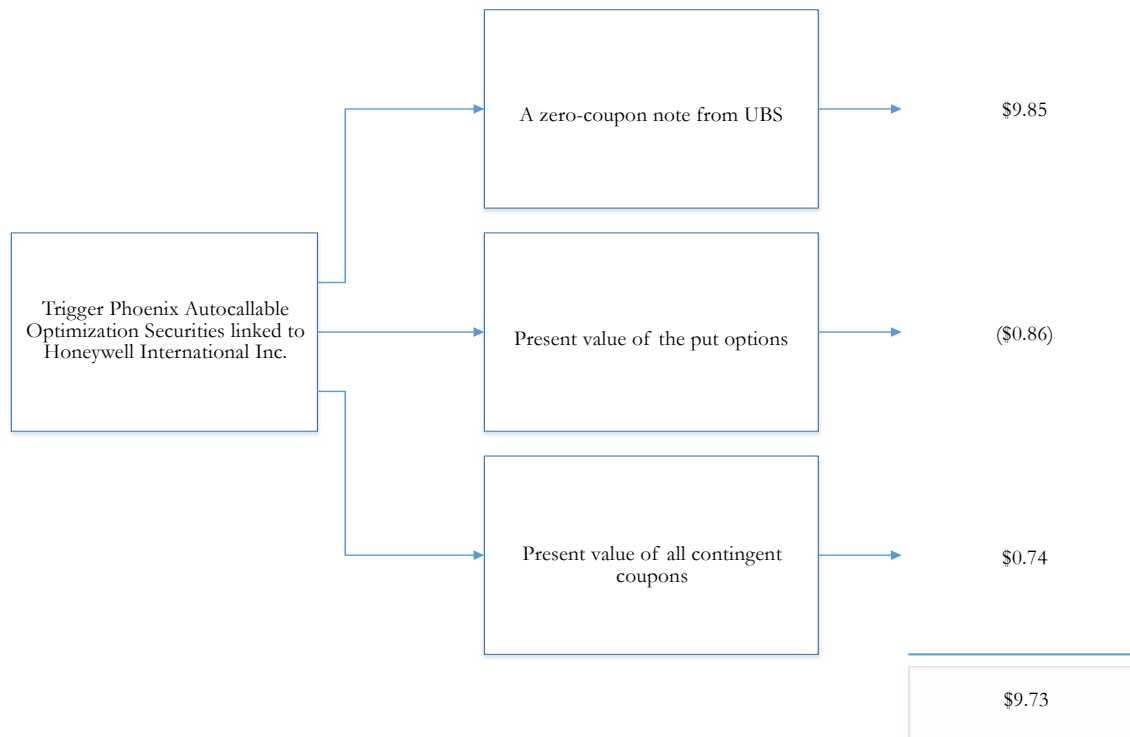 A zero-coupon note from UBS
$9.85
Trigger Phoenix Autocallable
Optimization Securities linked to
Honeywell International Inc.
Present value of the put options
($0.86)
Present value of all contingent
coupons
$0.74
$9.73